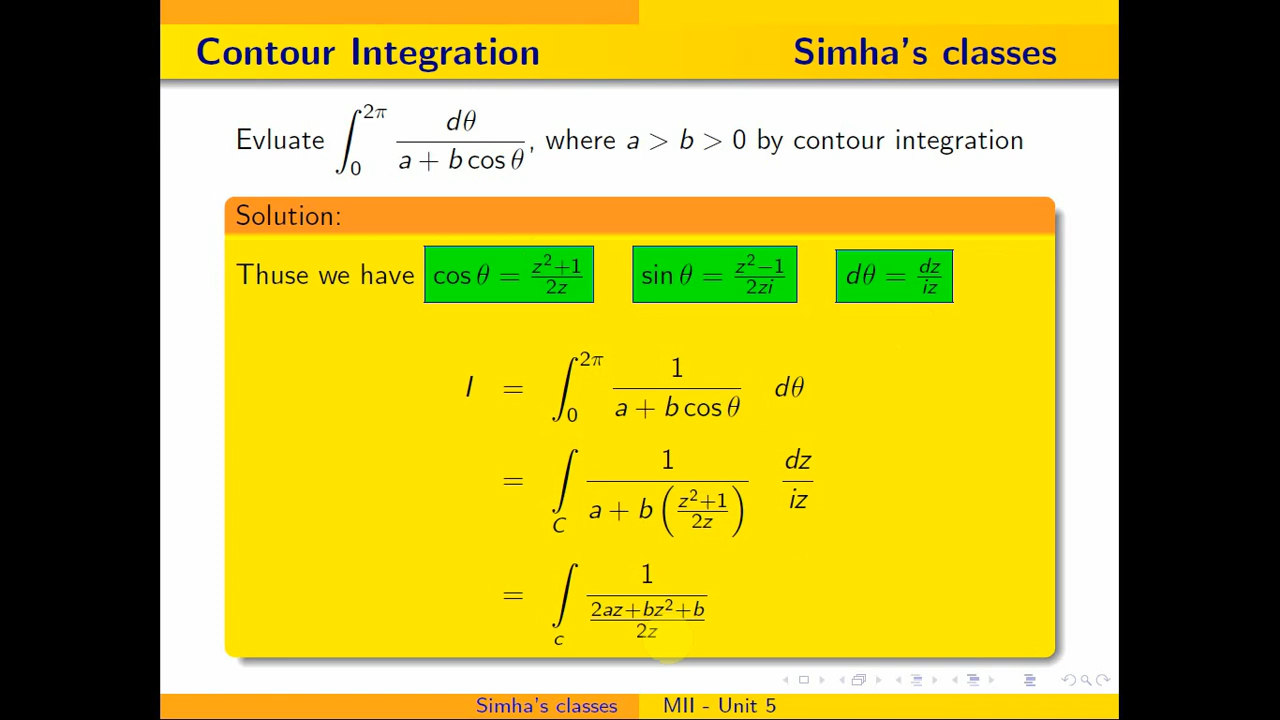 Contour Integration Simha's classes
Evluate ∫_0^{2π} dθ/(a + b cos θ), where a > b > 0 by contour integration
Solution:
Thuse we have cos θ = (z²+1)/(2z) sin θ = (z²−1)/(2zi) dθ = dz/(iz)
I = ∫_0^{2π} 1/(a + b cos θ) dθ
= ∫_C 1/(a + b((z²+1)/(2z))) dz/(iz)
= ∫_c 1/((2az+bz²+b)/(2z))
Simha's classes MII - Unit 5